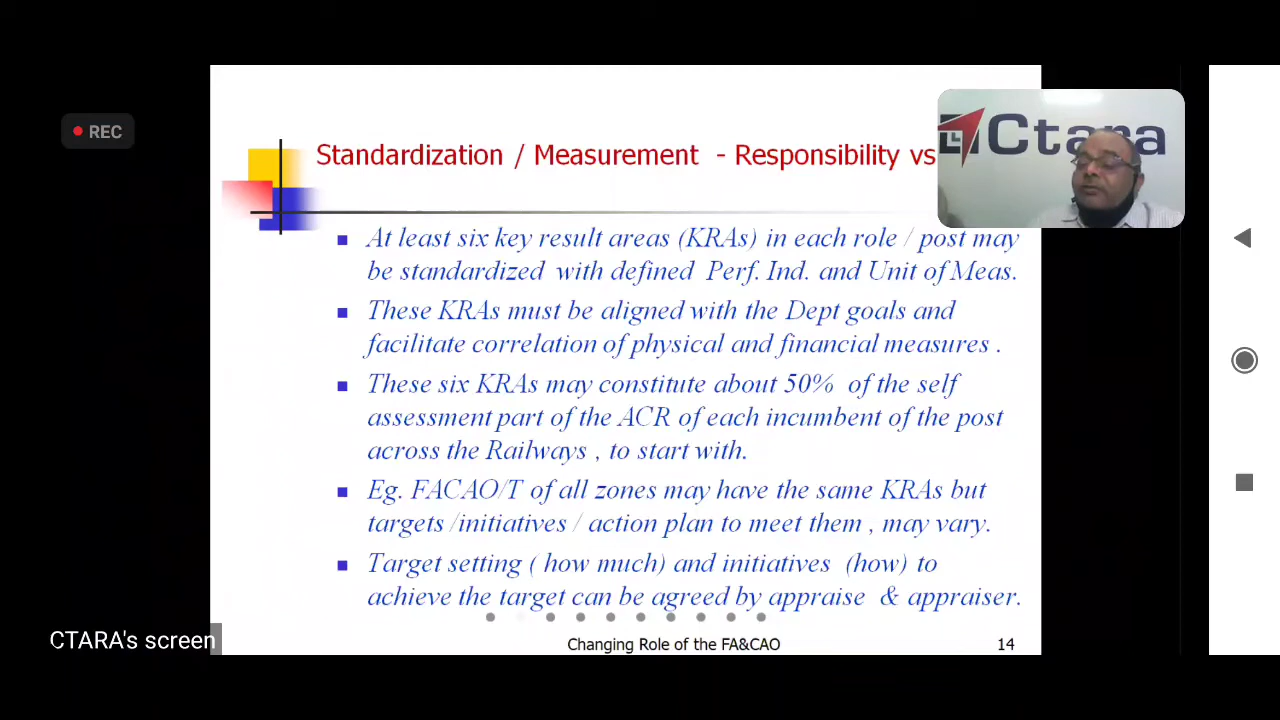 REC
Ctara
Standardization / Measurement - Responsibility vs
At least six key result areas (KRAs) in each role / post may
be standardized with defined Perf. Ind. and Unit of Meas.
These KRAs must be aligned with the Dept goals and
facilitate correlation of physical and financial measures .
These six KRAs may constitute about 50% of the self
assessment part of the ACR of each incumbent of the post
across the Railways , to start with.
Eg. FACAO/T of all zones may have the same KRAs but
targets /initiatives / action plan to meet them , may vary.
Target setting ( how much) and initiatives (how) to
achieve the target can be agreed by appraise & appraiser.
CTARA's screen
Changing Role of the FA&CAO
14